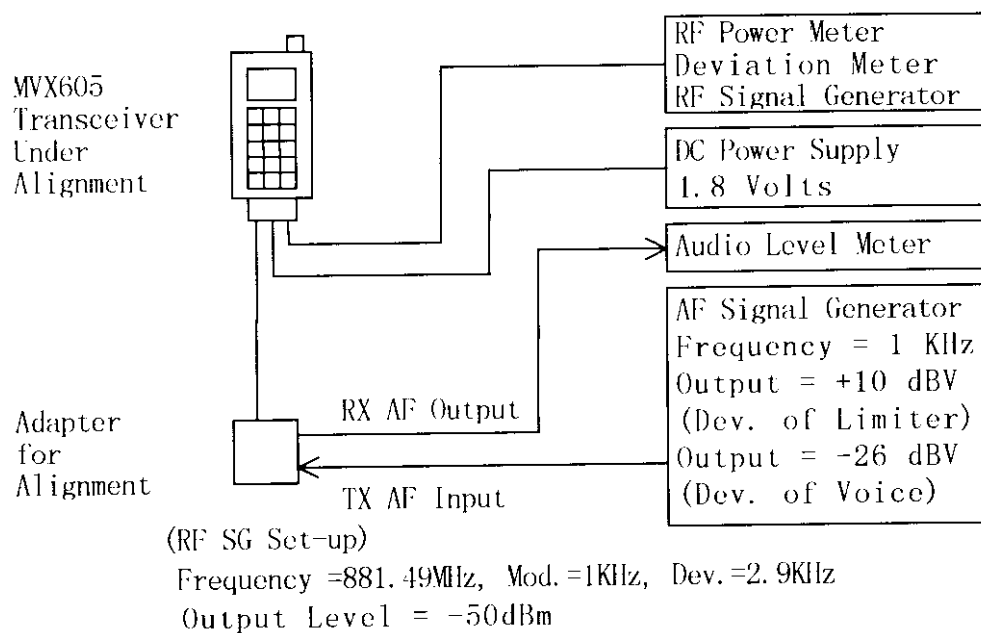 MVX605
Transceiver
Under
Alignment
RF Power Meter
Deviation Meter
RF Signal Generator
DC Power Supply
1.8 Volts
Audio Level Meter
AF Signal Generator
Frequency = 1 KHz
Output = +10 dBV
(Dev. of Limiter)
Output = -26 dBV
(Dev. of Voice)
Adapter
for
Alignment
RX AF Output
TX AF Input
(RF SG Set-up)
Frequency =881.49MHz, Mod.=1KHz, Dev.=2.9KHz
Output Level = -50dBm